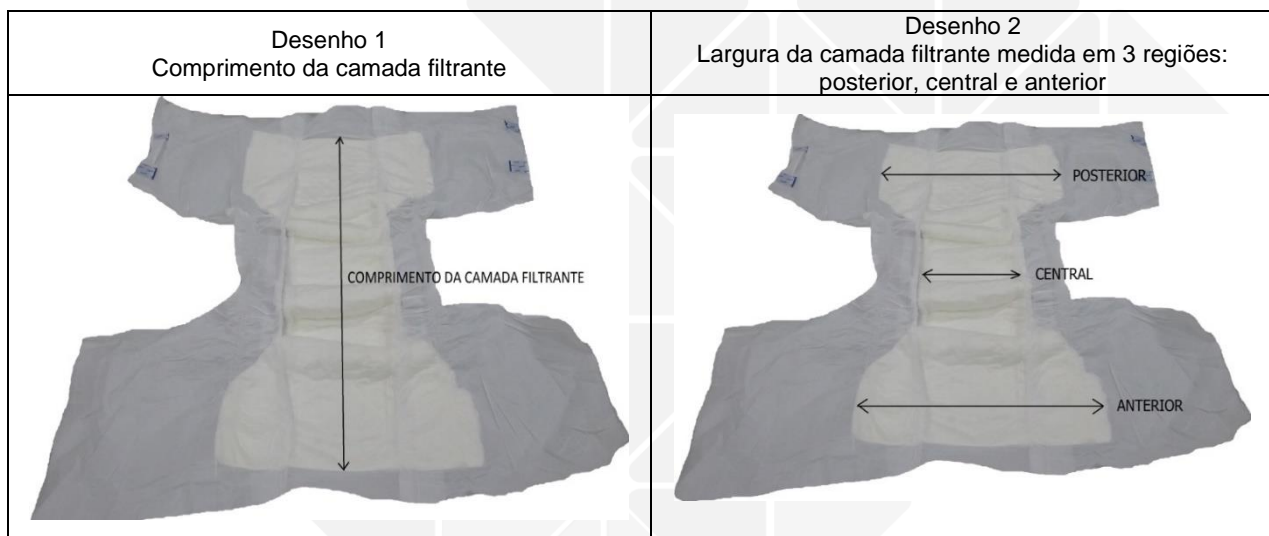 Desenho 1
Comprimento da camada filtrante
Desenho 2
Largura da camada filtrante medida em 3 regiões:
posterior, central e anterior
COMPRIMENTO DA CAMADA FILTRANTE
POSTERIOR
CENTRAL
ANTERIOR